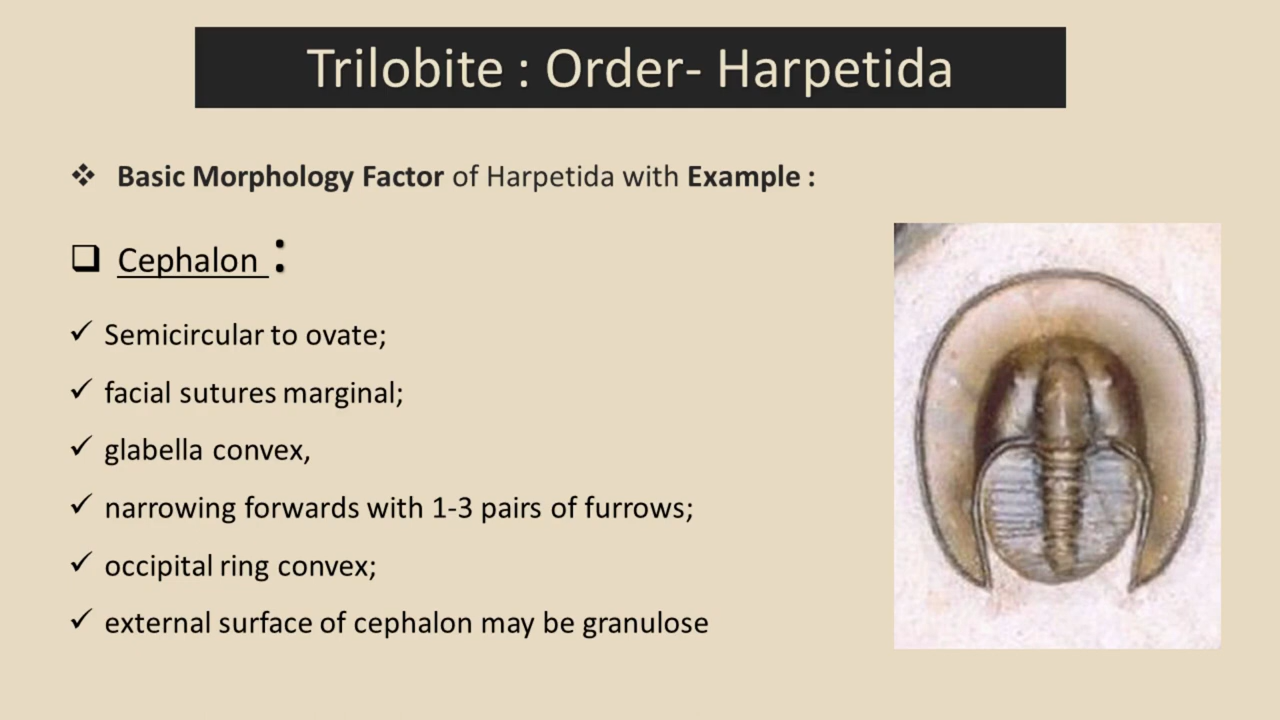 Trilobite : Order- Harpetida
❖ Basic Morphology Factor of Harpetida with Example :
❑ Cephalon :
✓ Semicircular to ovate;
✓ facial sutures marginal;
✓ glabella convex,
✓ narrowing forwards with 1-3 pairs of furrows;
✓ occipital ring convex;
✓ external surface of cephalon may be granulose